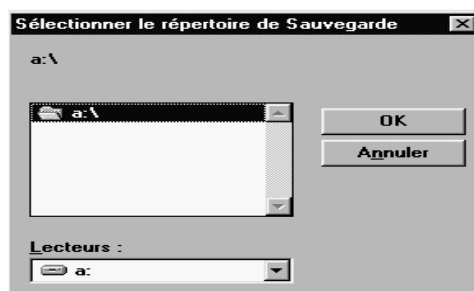 Sélectionner le répertoire de Sauvegarde
a:\
a:\
OK
Annuler
Lecteurs :
a: